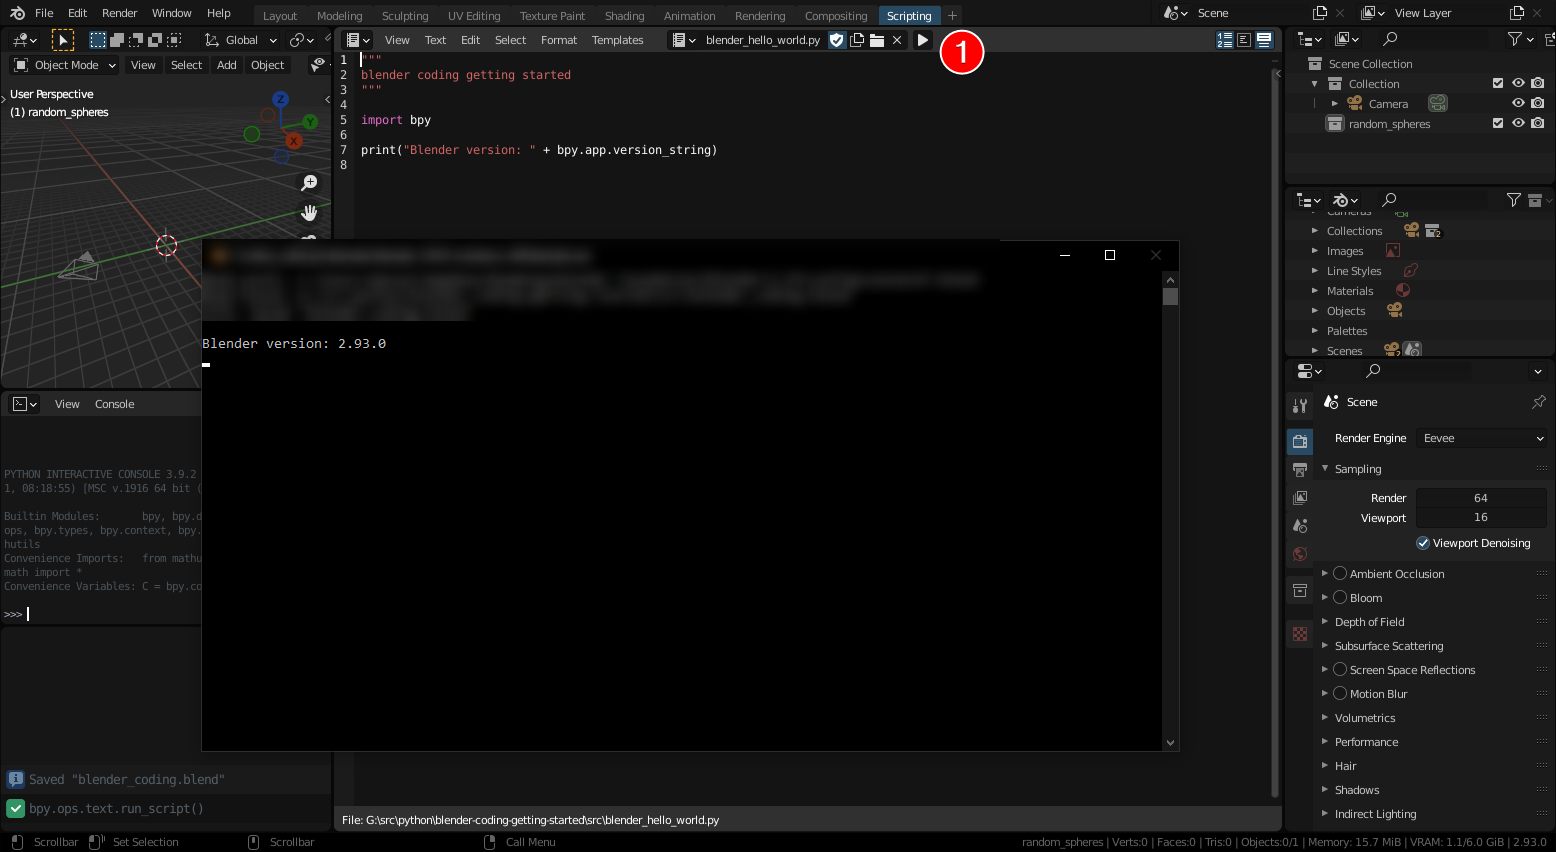 File Edit Render Window Help Layout Modeling Sculpting UV Editing Texture Paint Shading Animation Rendering Compositing Scripting + Scene View Layer
Global View Text Edit Select Format Templates blender_hello_world.py 1
Object Mode View Select Add Object
User Perspective
(1) random_spheres
Z
Y
X
1 """
2 blender coding getting started
3 """
4
5 import bpy
6
7 print("Blender version: " + bpy.app.version_string)
8
Blender version: 2.93.0
View Console
PYTHON INTERACTIVE CONSOLE 3.9.2
1, 08:18:55) [MSC v.1916 64 bit (
Builtin Modules: bpy, bpy.d
ops, bpy.types, bpy.context, bpy.
hutils
Convenience Imports: from mathu
math import *
Convenience Variables: C = bpy.co
>>>
Saved "blender_coding.blend"
bpy.ops.text.run_script()
File: G:\src\python\blender-coding-getting-started\src\blender_hello_world.py
Scene Collection
Collection
Camera
random_spheres
Cameras
Collections 2
Images
Line Styles
Materials
Objects
Palettes
Scenes 2
Scene
Render Engine Eevee
Sampling
Render 64
Viewport 16
Viewport Denoising
Ambient Occlusion
Bloom
Depth of Field
Subsurface Scattering
Screen Space Reflections
Motion Blur
Volumetrics
Performance
Hair
Shadows
Indirect Lighting
Scrollbar Set Selection Scrollbar Call Menu random_spheres | Verts:0 | Faces:0 | Tris:0 | Objects:0/1 | Memory: 15.7 MiB | VRAM: 1.1/6.0 GiB | 2.93.0